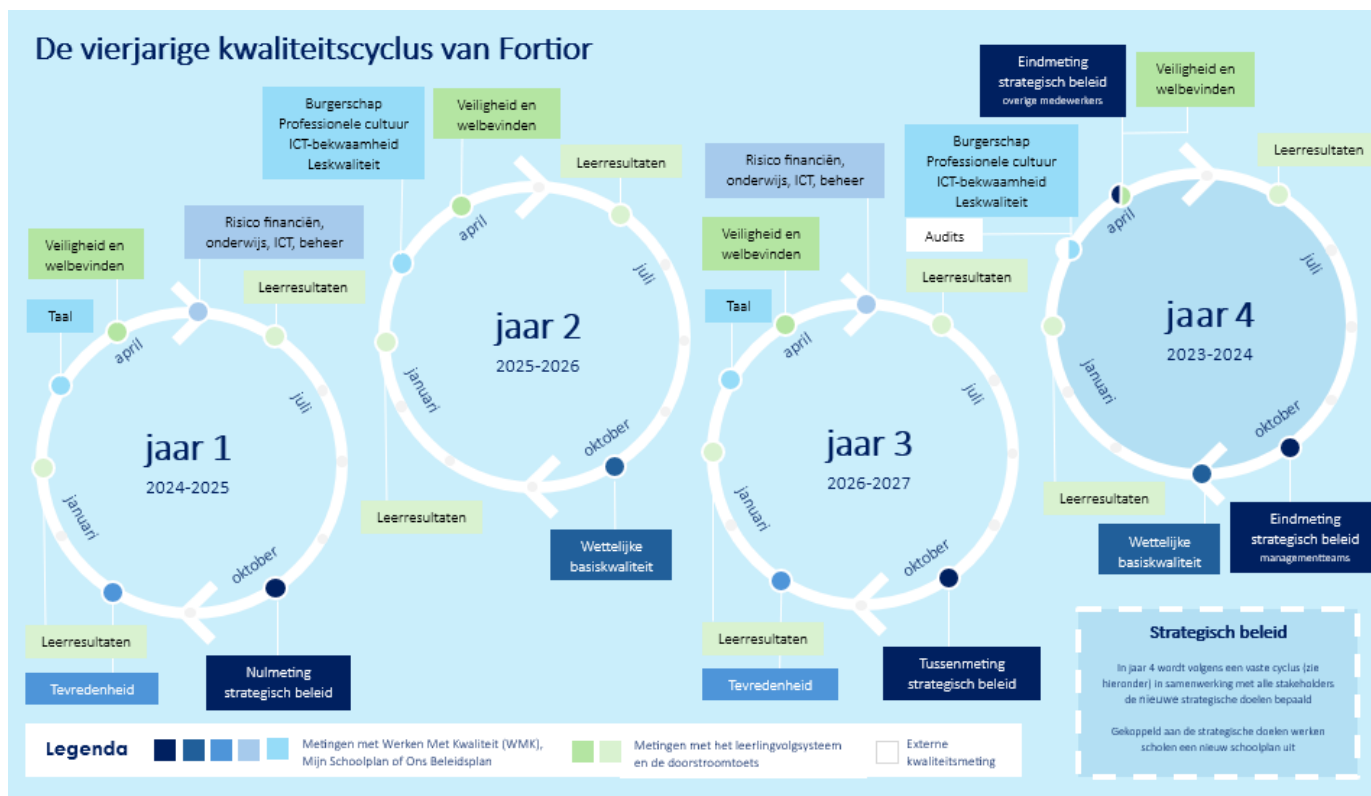 De vierjarige kwaliteitscyclus van Fortior
Veiligheid en
welbevinden
Taal
Risico financiën,
onderwijs, ICT, beheer
Leerresultaten
april
juli
jaar 1
2024-2025
januari
oktober
Leerresultaten
Tevredenheid
Nulmeting
strategisch beleid
Burgerschap
Professionele cultuur
ICT-bekwaamheid
Leskwaliteit
Veiligheid en
welbevinden
Leerresultaten
april
juli
jaar 2
2025-2026
januari
oktober
Leerresultaten
Wettelijke
basiskwaliteit
Risico financiën,
onderwijs, ICT, beheer
Veiligheid en
welbevinden
Taal
Leerresultaten
april
juli
jaar 3
2026-2027
januari
oktober
Leerresultaten
Tevredenheid
Tussenmeting
strategisch beleid
Eindmeting
strategisch beleid
overige medewerkers
Veiligheid en
welbevinden
Burgerschap
Professionele cultuur
ICT-bekwaamheid
Leskwaliteit
Audits
Leerresultaten
april
juli
jaar 4
2023-2024
januari
oktober
Leerresultaten
Wettelijke
basiskwaliteit
Eindmeting
strategisch beleid
managementteams
Strategisch beleid
In jaar 4 wordt volgens een vaste cyclus (zie
hieronder) in samenwerking met alle stakeholders
de nieuwe strategische doelen bepaald
Gekoppeld aan de strategische doelen werken
scholen een nieuw schoolplan uit
Legenda
Metingen met Werken Met Kwaliteit (WMK),
Mijn Schoolplan of Ons Beleidsplan
Metingen met het leerlingvolgsysteem
en de doorstroomtoets
Externe
kwaliteitsmeting